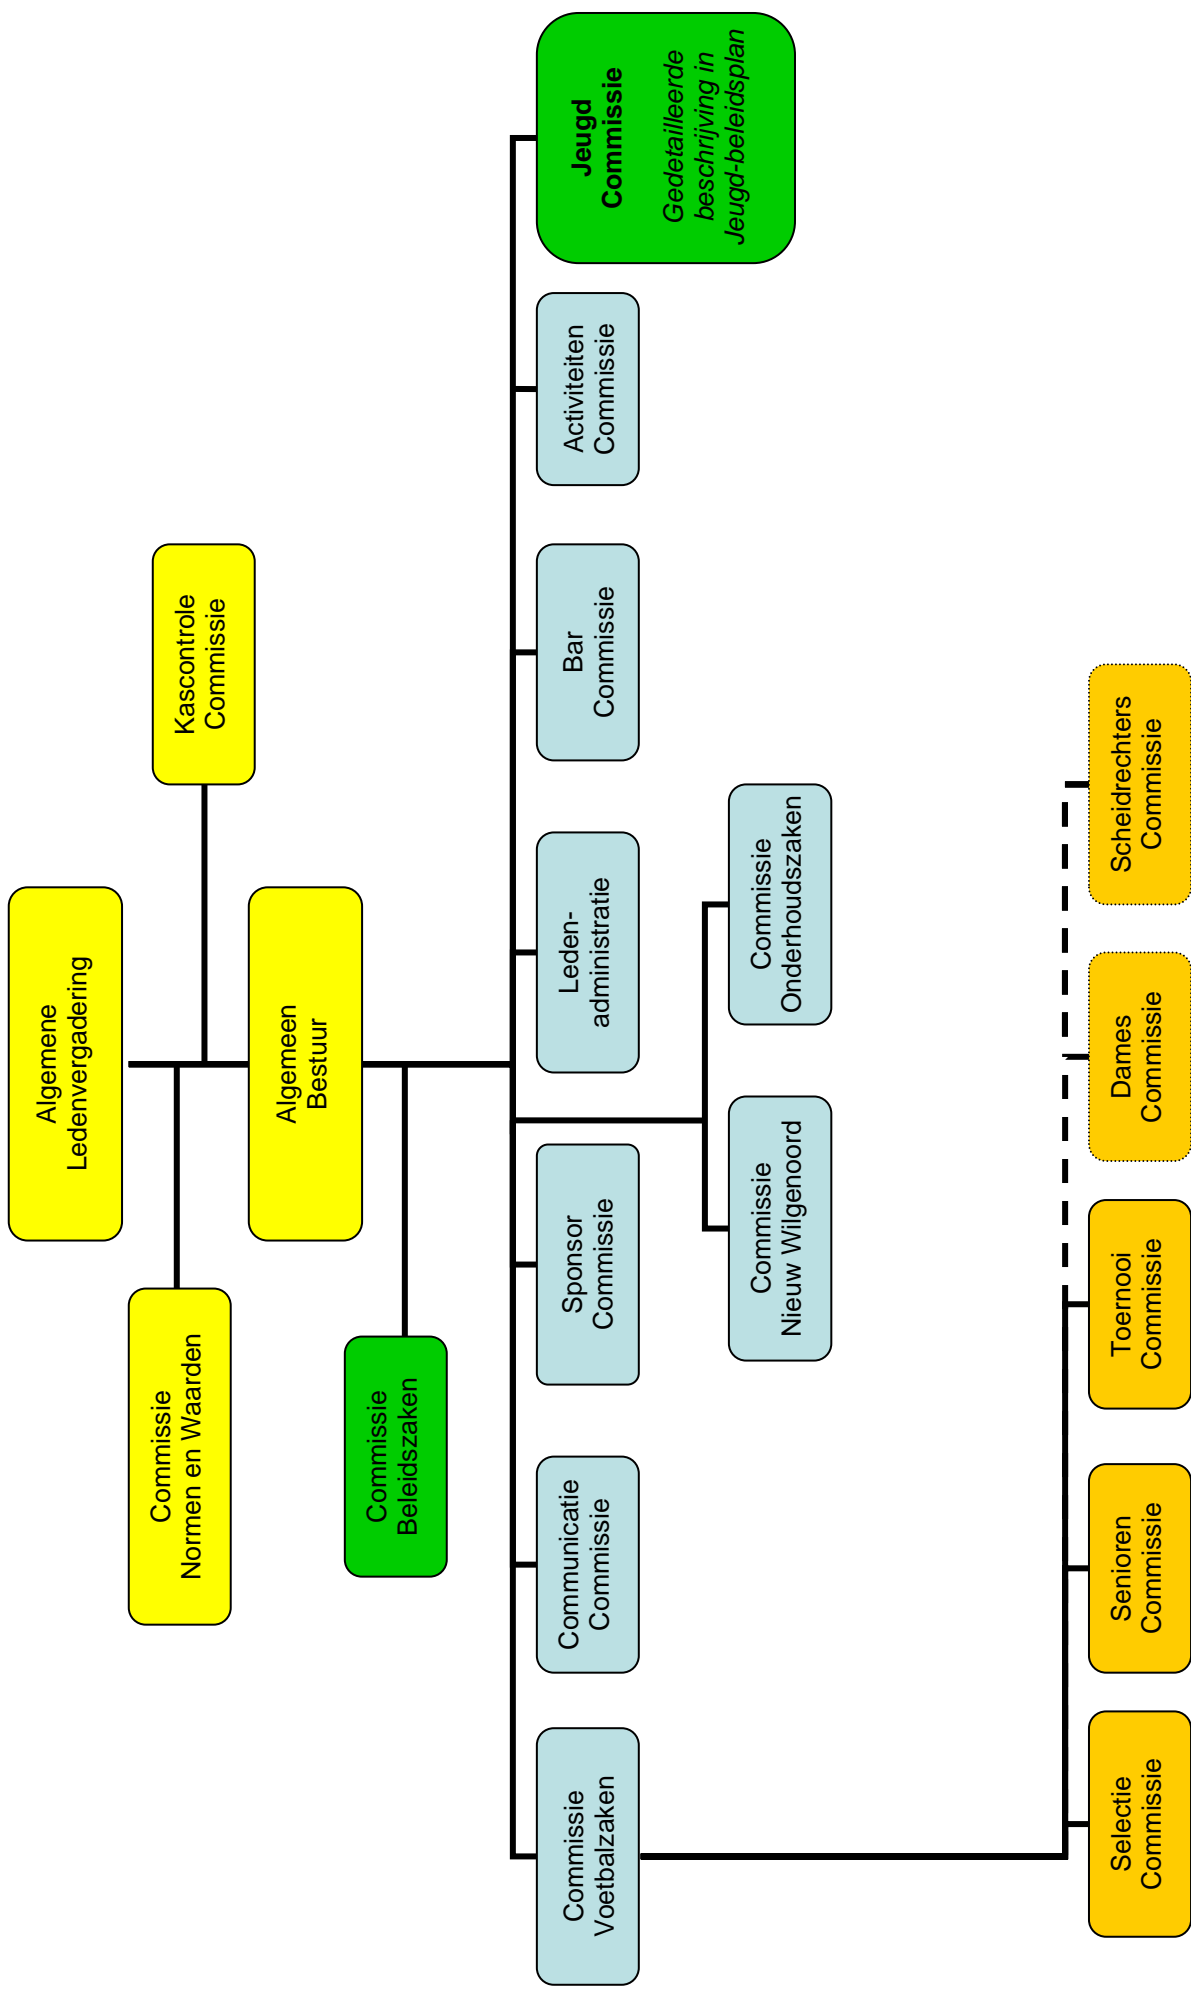 Algemene
Ledenvergadering
Kascontrole
Commissie
Commissie
Normen en Waarden
Algemeen
Bestuur
Commissie
Beleidszaken
Commissie
Voetbalzaken
Communicatie
Commissie
Sponsor
Commissie
Leden-
administratie
Bar
Commissie
Activiteiten
Commissie
Jeugd
Commissie
Gedetailleerde
beschrijving in
Jeugd-beleidsplan
Commissie
Nieuw Wilgenoord
Commissie
Onderhoudszaken
Selectie
Commissie
Senioren
Commissie
Toernooi
Commissie
Dames
Commissie
Scheidrechters
Commissie